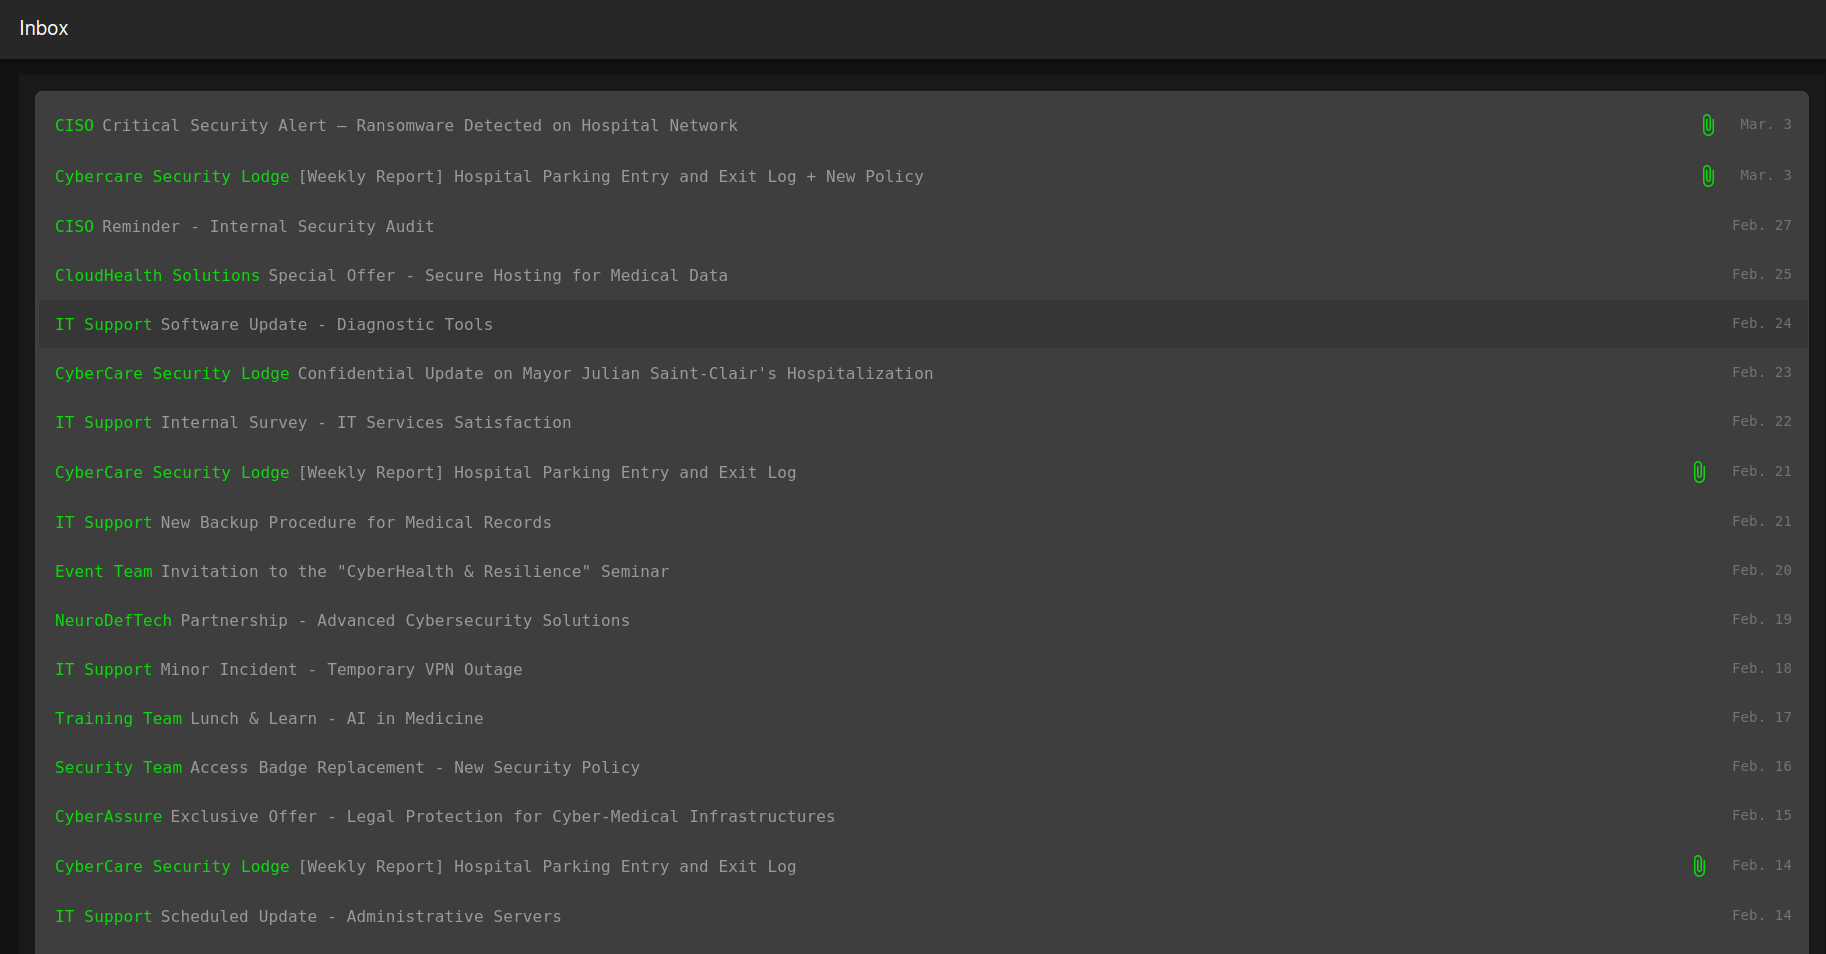 Inbox
CISO Critical Security Alert – Ransomware Detected on Hospital Network Mar. 3
Cybercare Security Lodge [Weekly Report] Hospital Parking Entry and Exit Log + New Policy Mar. 3
CISO Reminder - Internal Security Audit Feb. 27
CloudHealth Solutions Special Offer - Secure Hosting for Medical Data Feb. 25
IT Support Software Update - Diagnostic Tools Feb. 24
CyberCare Security Lodge Confidential Update on Mayor Julian Saint-Clair's Hospitalization Feb. 23
IT Support Internal Survey - IT Services Satisfaction Feb. 22
CyberCare Security Lodge [Weekly Report] Hospital Parking Entry and Exit Log Feb. 21
IT Support New Backup Procedure for Medical Records Feb. 21
Event Team Invitation to the "CyberHealth & Resilience" Seminar Feb. 20
NeuroDefTech Partnership - Advanced Cybersecurity Solutions Feb. 19
IT Support Minor Incident - Temporary VPN Outage Feb. 18
Training Team Lunch & Learn - AI in Medicine Feb. 17
Security Team Access Badge Replacement - New Security Policy Feb. 16
CyberAssure Exclusive Offer - Legal Protection for Cyber-Medical Infrastructures Feb. 15
CyberCare Security Lodge [Weekly Report] Hospital Parking Entry and Exit Log Feb. 14
IT Support Scheduled Update - Administrative Servers Feb. 14